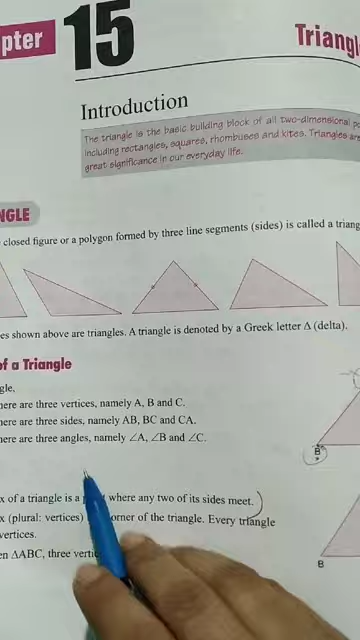 pter 15
Triangl
Introduction
The triangle is the basic building block of all two-dimensional
including rectangles, squares, rhombuses and kites. Triangles are
great significance in our everyday life.
NGLE
closed figure or a polygon formed by three line segments (sides) is called a triang
es shown above are triangles. A triangle is denoted by a Greek letter Δ (delta).
of a Triangle
gle,
here are three vertices, namely A, B and C.
here are three sides, namely AB, BC and CA.
here are three angles, namely ∠A, ∠B and ∠C.
B
x of a triangle is a where any two of its sides meet.
x (plural: vertices) corner of the triangle. Every triangle
vertices.
en ΔABC, three
B